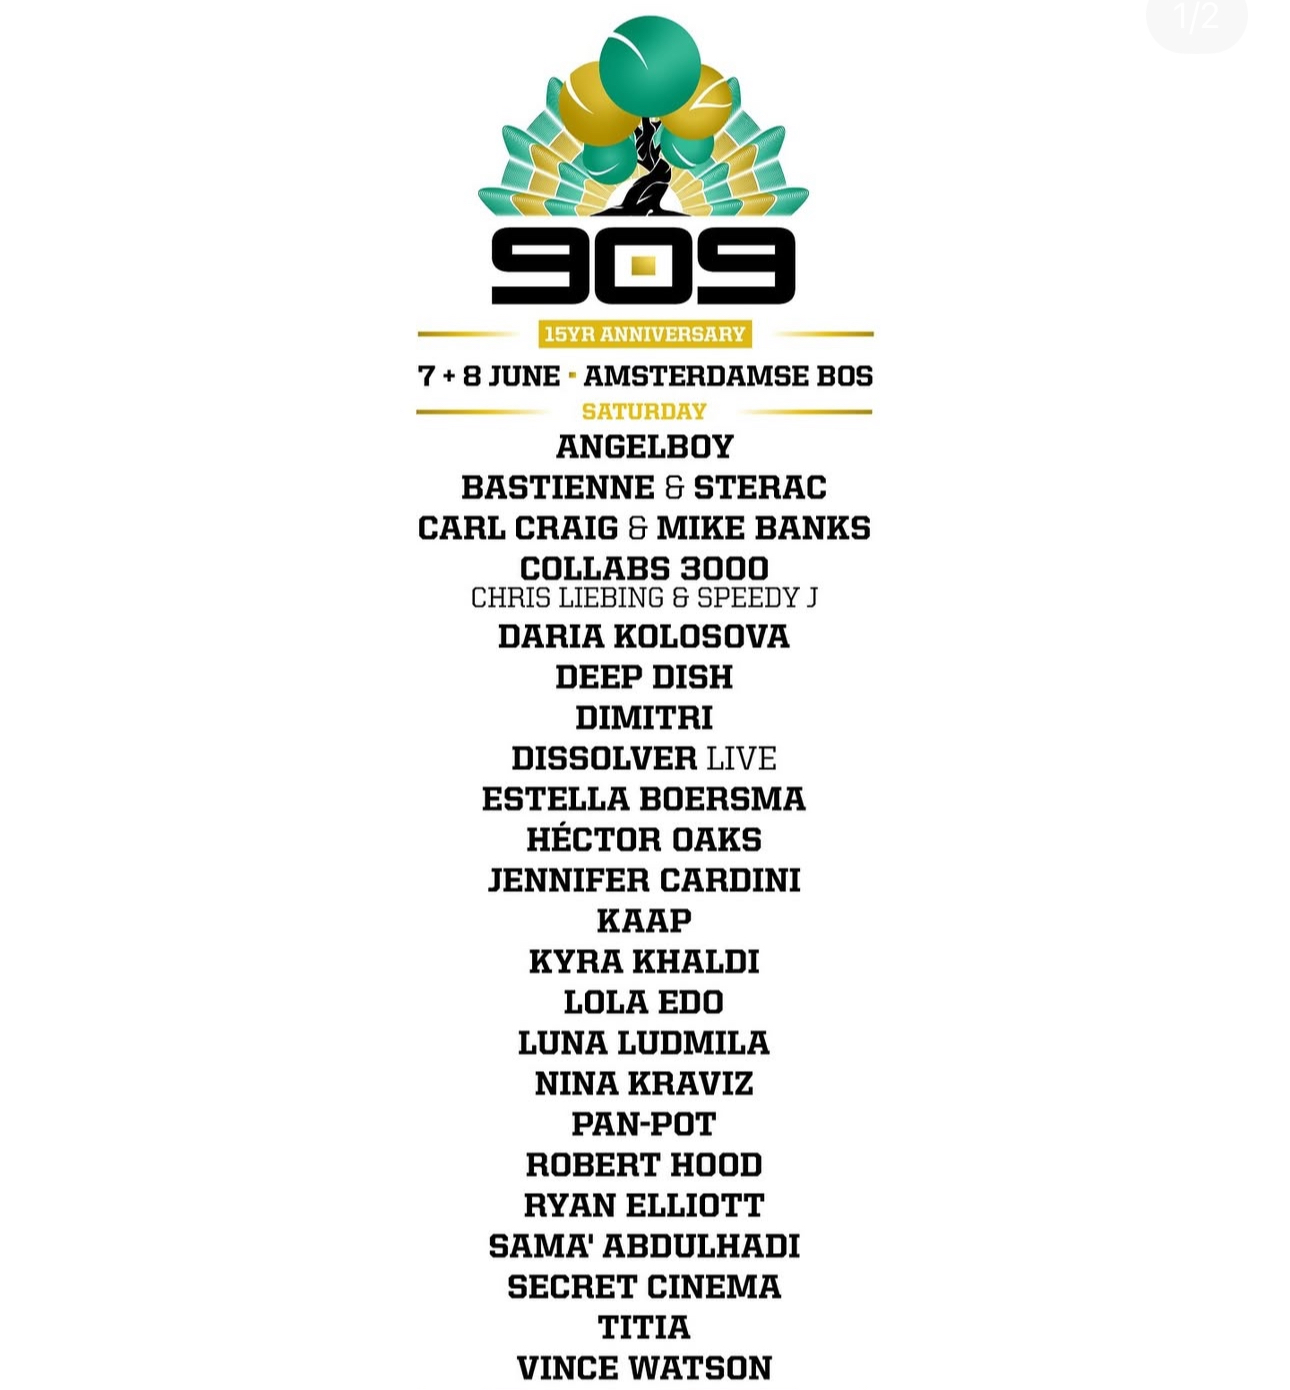 1/2
909
15YR ANNIVERSARY
7 + 8 JUNE ▪ AMSTERDAMSE BOS
SATURDAY
ANGELBOY
BASTIENNE & STERAC
CARL CRAIG & MIKE BANKS
COLLABS 3000
CHRIS LIEBING & SPEEDY J
DARIA KOLOSOVA
DEEP DISH
DIMITRI
DISSOLVER LIVE
ESTELLA BOERSMA
HÉCTOR OAKS
JENNIFER CARDINI
KAAP
KYRA KHALDI
LOLA EDO
LUNA LUDMILA
NINA KRAVIZ
PAN-POT
ROBERT HOOD
RYAN ELLIOTT
SAMA' ABDULHADI
SECRET CINEMA
TITIA
VINCE WATSON